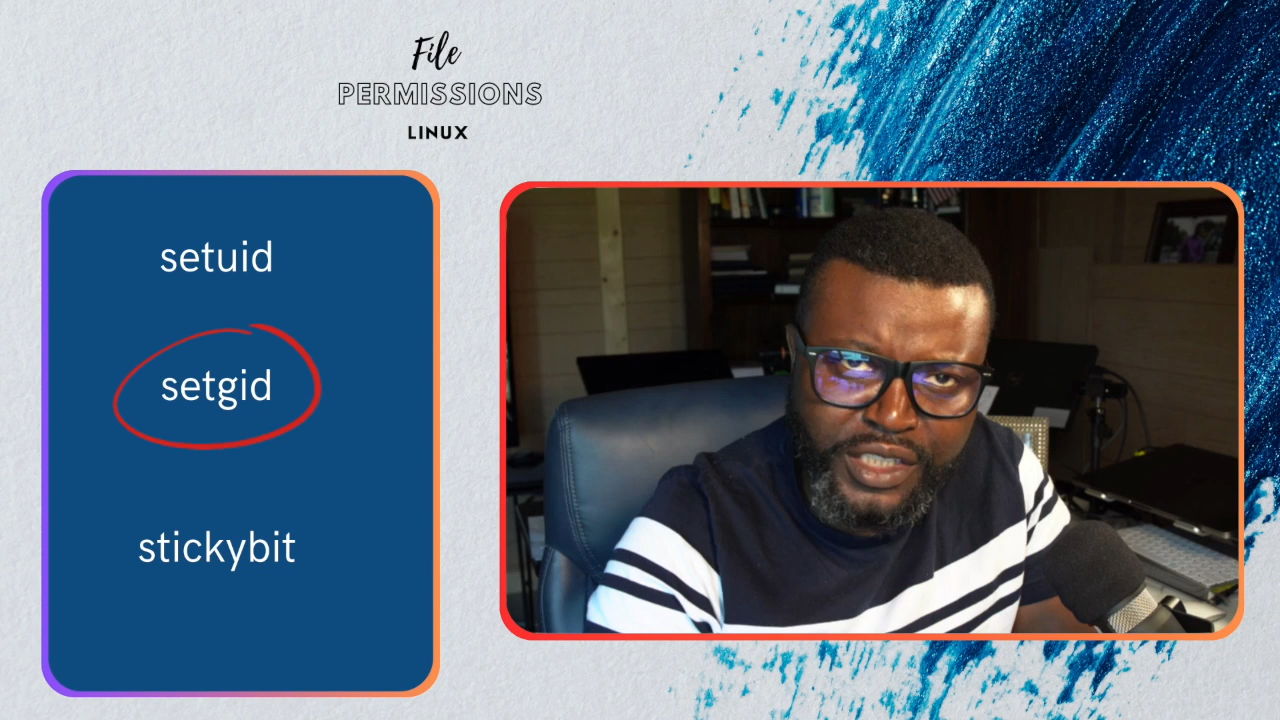 File
PERMISSIONS
LINUX
setuid
setgid
stickybit